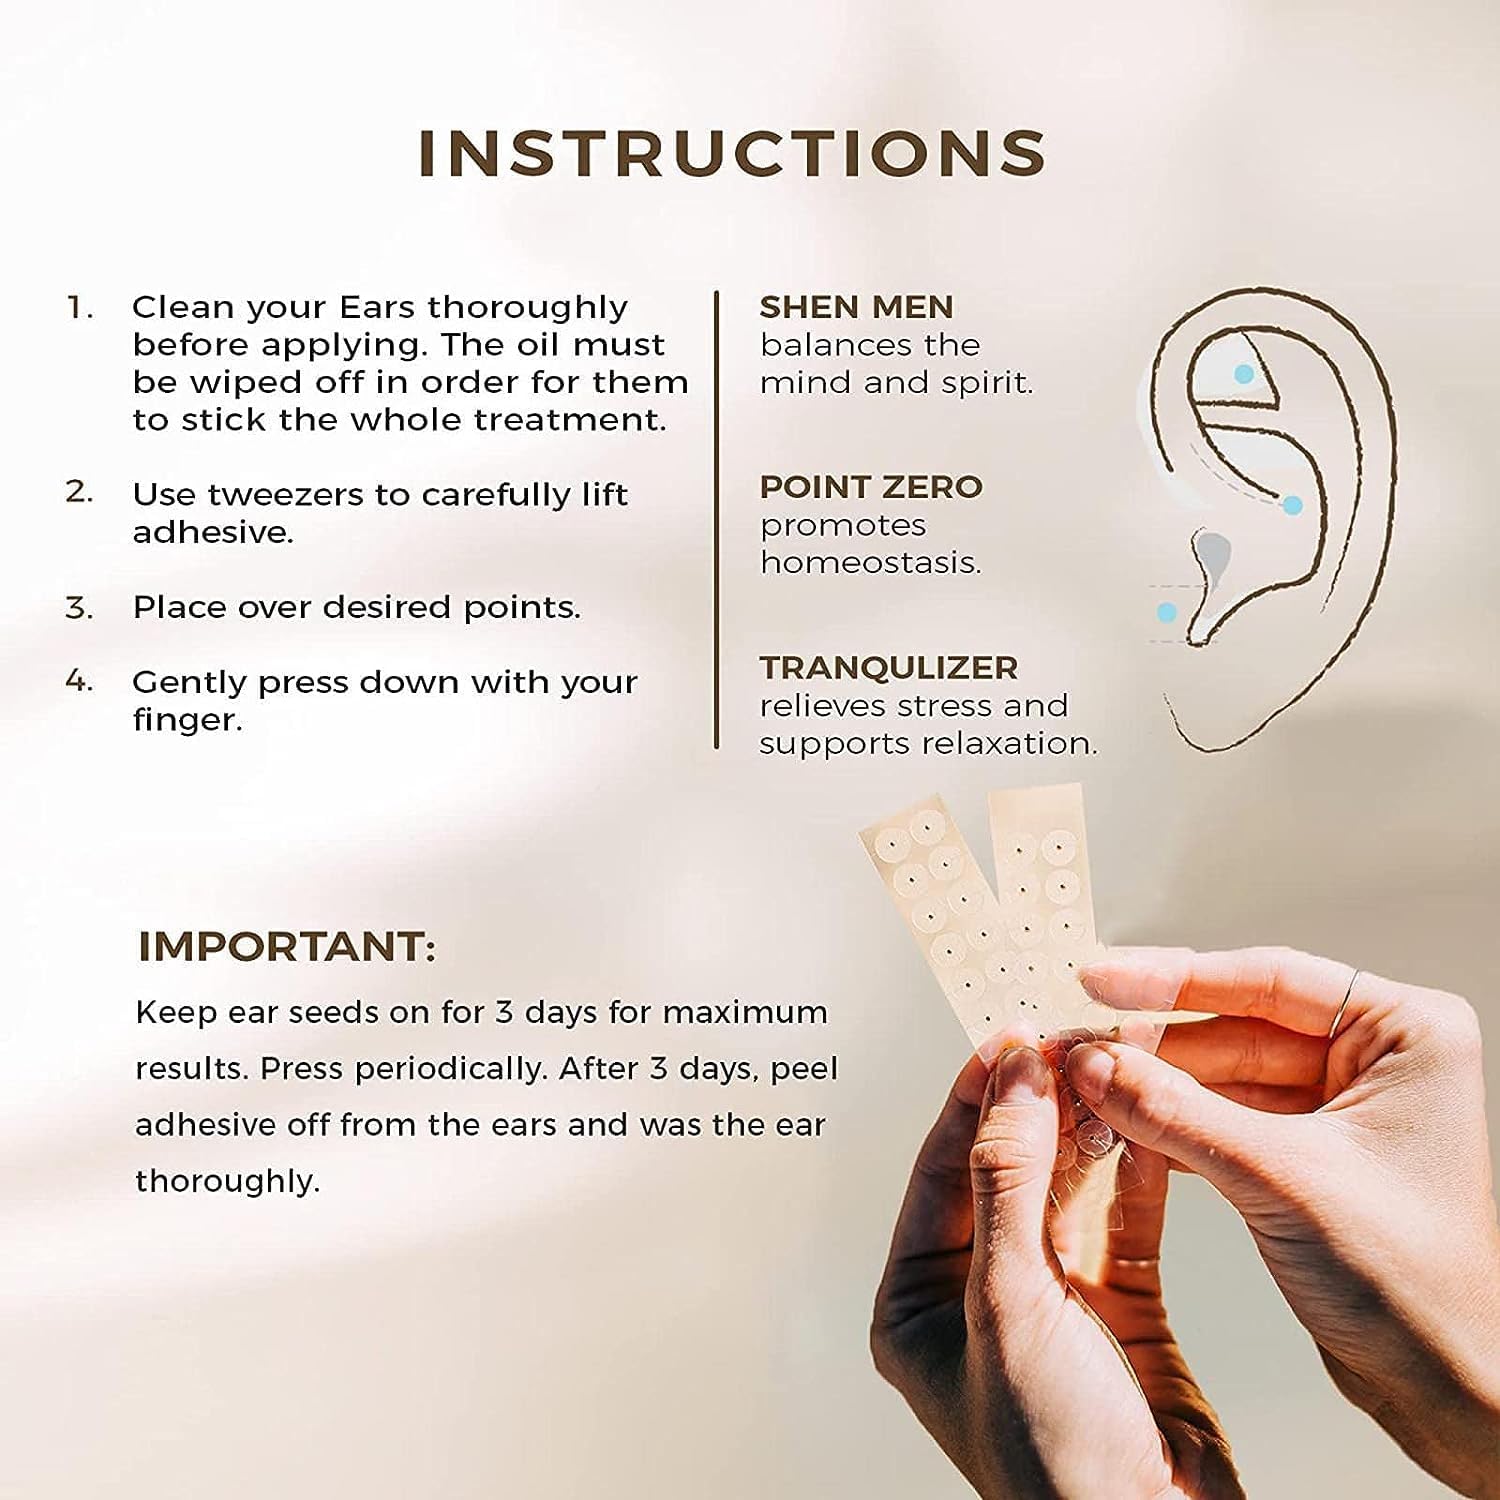 INSTRUCTIONS
1. Clean your Ears thoroughly
before applying. The oil must
be wiped off in order for them
to stick the whole treatment.
2. Use tweezers to carefully lift
adhesive.
3. Place over desired points.
4. Gently press down with your
finger.
SHEN MEN
balances the
mind and spirit.
POINT ZERO
promotes
homeostasis.
TRANQULIZER
relieves stress and
supports relaxation.
IMPORTANT:
Keep ear seeds on for 3 days for maximum
results. Press periodically. After 3 days, peel
adhesive off from the ears and was the ear
thoroughly.